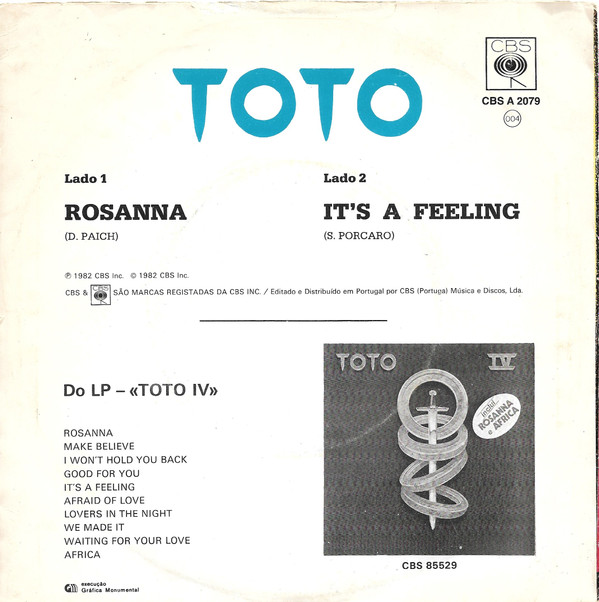 CBS
TOTO
CBS A 2079
004
Lado 1
Lado 2
ROSANNA
IT'S A FEELING
(D. PAICH)
(S. PORCARO)
℗ 1982 CBS Inc. © 1982 CBS Inc.
CBS & CBS SÃO MARCAS REGISTADAS DA CBS INC. / Editado e Distribuído em Portugal por CBS (Portuga) Música e Discos, Lda.
Do LP – «TOTO IV»
ROSANNA
MAKE BELIEVE
I WON'T HOLD YOU BACK
GOOD FOR YOU
IT'S A FEELING
AFRAID OF LOVE
LOVERS IN THE NIGHT
WE MADE IT
WAITING FOR YOUR LOVE
AFRICA
TOTO IV
inclui...
ROSANNA
e AFRICA
CBS 85529
GM execução
Gráfica Monumental